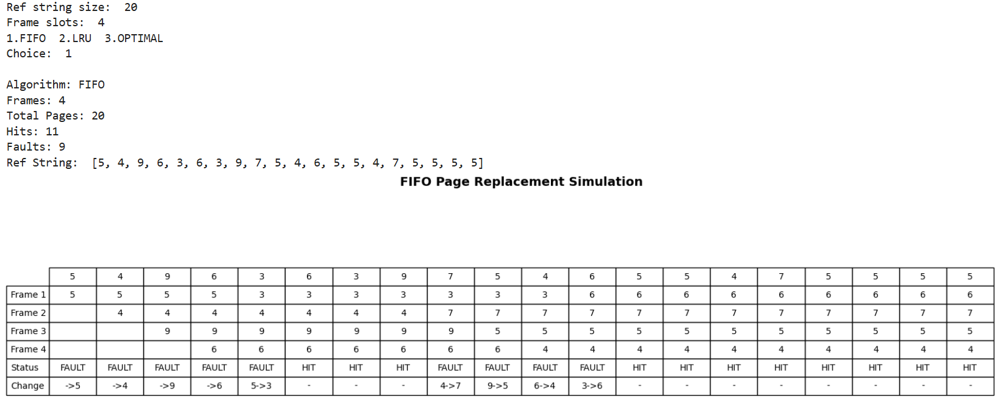 Ref string size:  20
Frame slots:  4
1.FIFO  2.LRU  3.OPTIMAL
Choice:  1
Algorithm: FIFO
Frames: 4
Total Pages: 20
Hits: 11
Faults: 9
Ref String:  [5, 4, 9, 6, 3, 6, 3, 9, 7, 5, 4, 6, 5, 5, 4, 7, 5, 5, 5, 5]
FIFO Page Replacement Simulation
5 4 9 6 3 6 3 9 7 5 4 6 5 5 4 7 5 5 5 5
Frame 1 5 5 5 5 3 3 3 3 3 3 3 6 6 6 6 6 6 6 6 6
Frame 2 4 4 4 4 4 4 4 7 7 7 7 7 7 7 7 7 7 7 7
Frame 3 9 9 9 9 9 9 9 5 5 5 5 5 5 5 5 5 5 5
Frame 4 6 6 6 6 6 6 6 4 4 4 4 4 4 4 4 4 4
Status FAULT FAULT FAULT FAULT FAULT HIT HIT HIT FAULT FAULT FAULT FAULT HIT HIT HIT HIT HIT HIT HIT HIT
Change ->5 ->4 ->9 ->6 5->3 - - - 4->7 9->5 6->4 3->6 - - - - - - - -